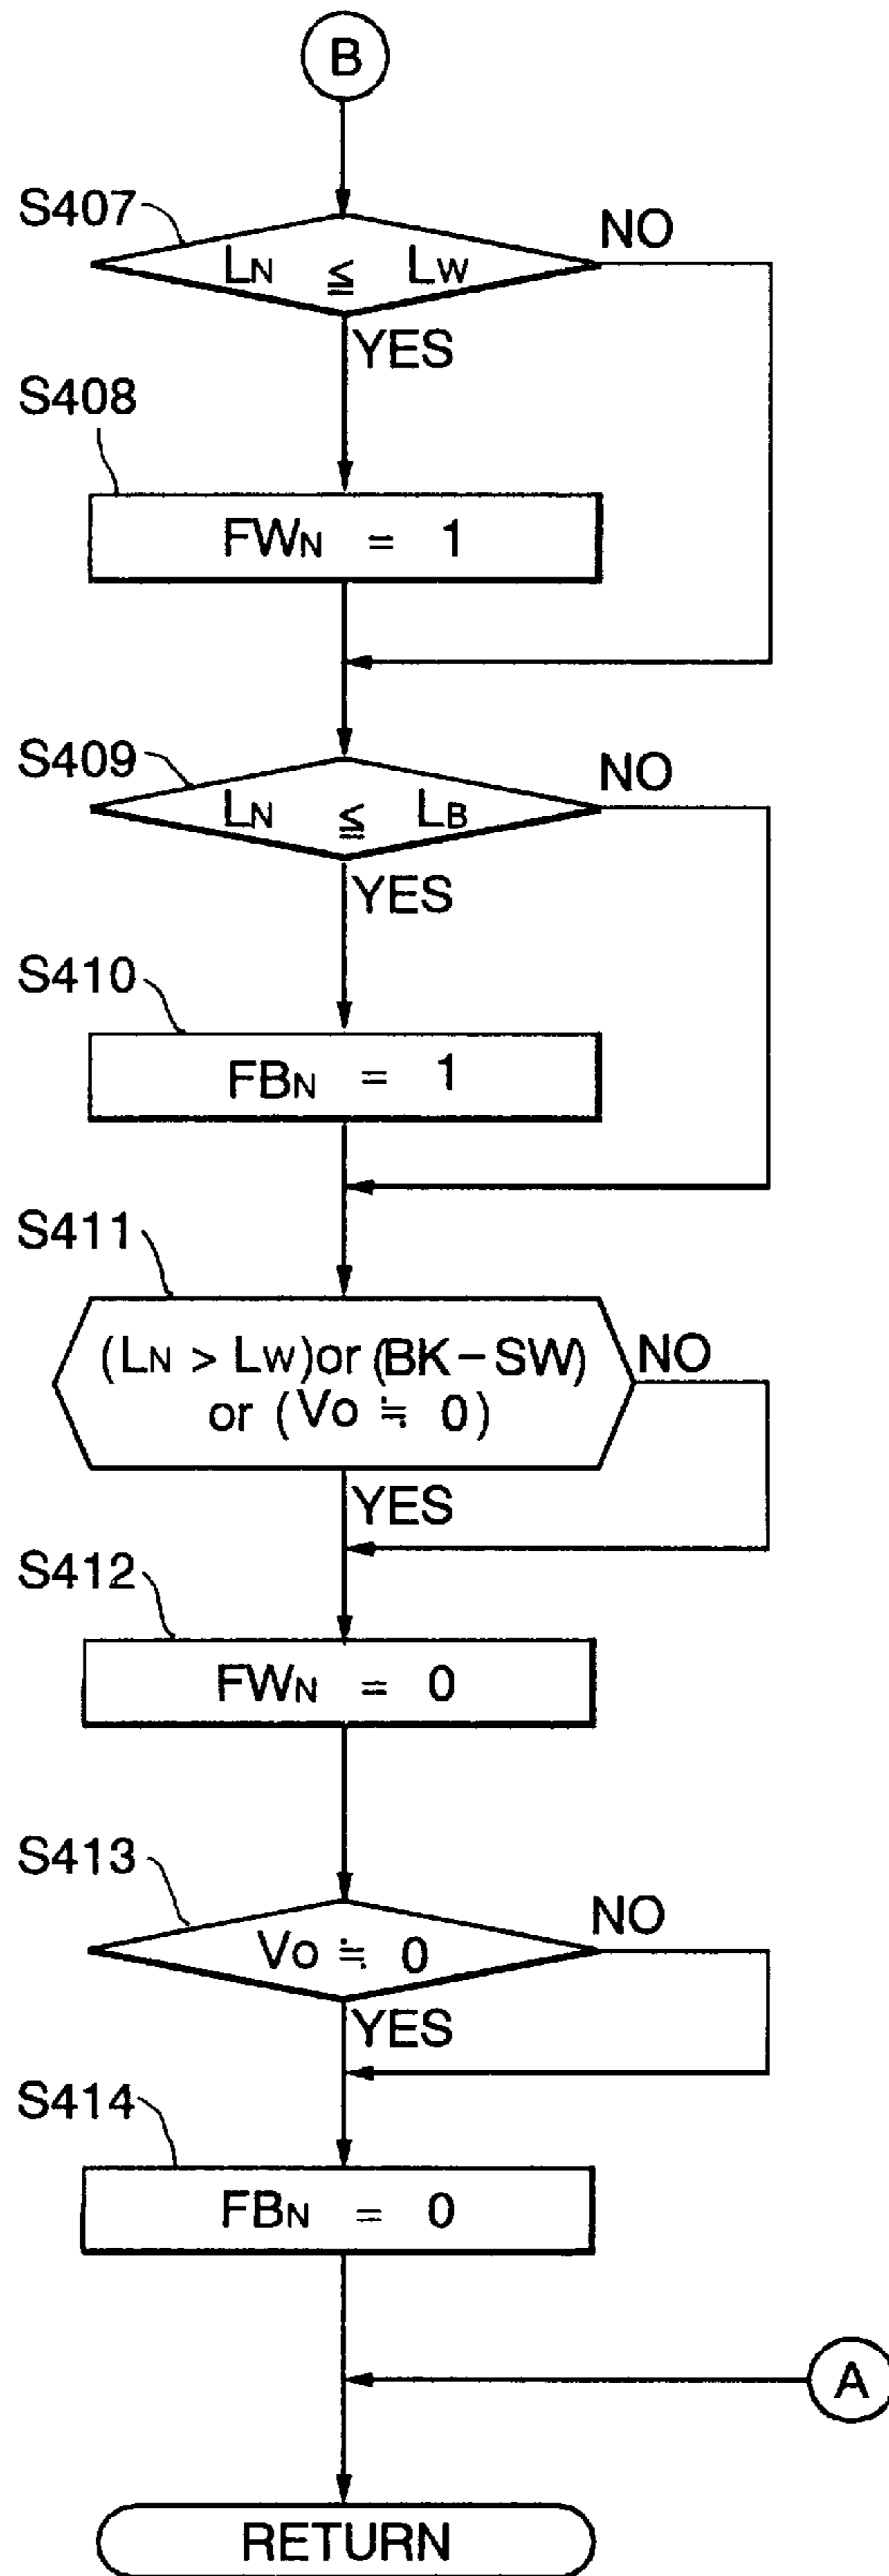 B
S407
LN ≦ LW
NO
YES
S408
FWN = 1
S409
LN ≦ LB
NO
YES
S410
FBN = 1
S411
(LN > LW) or (BK-SW)
or (Vo ≒ 0)
NO
YES
S412
FWN = 0
S413
Vo ≒ 0
NO
YES
S414
FBN = 0
A
RETURN